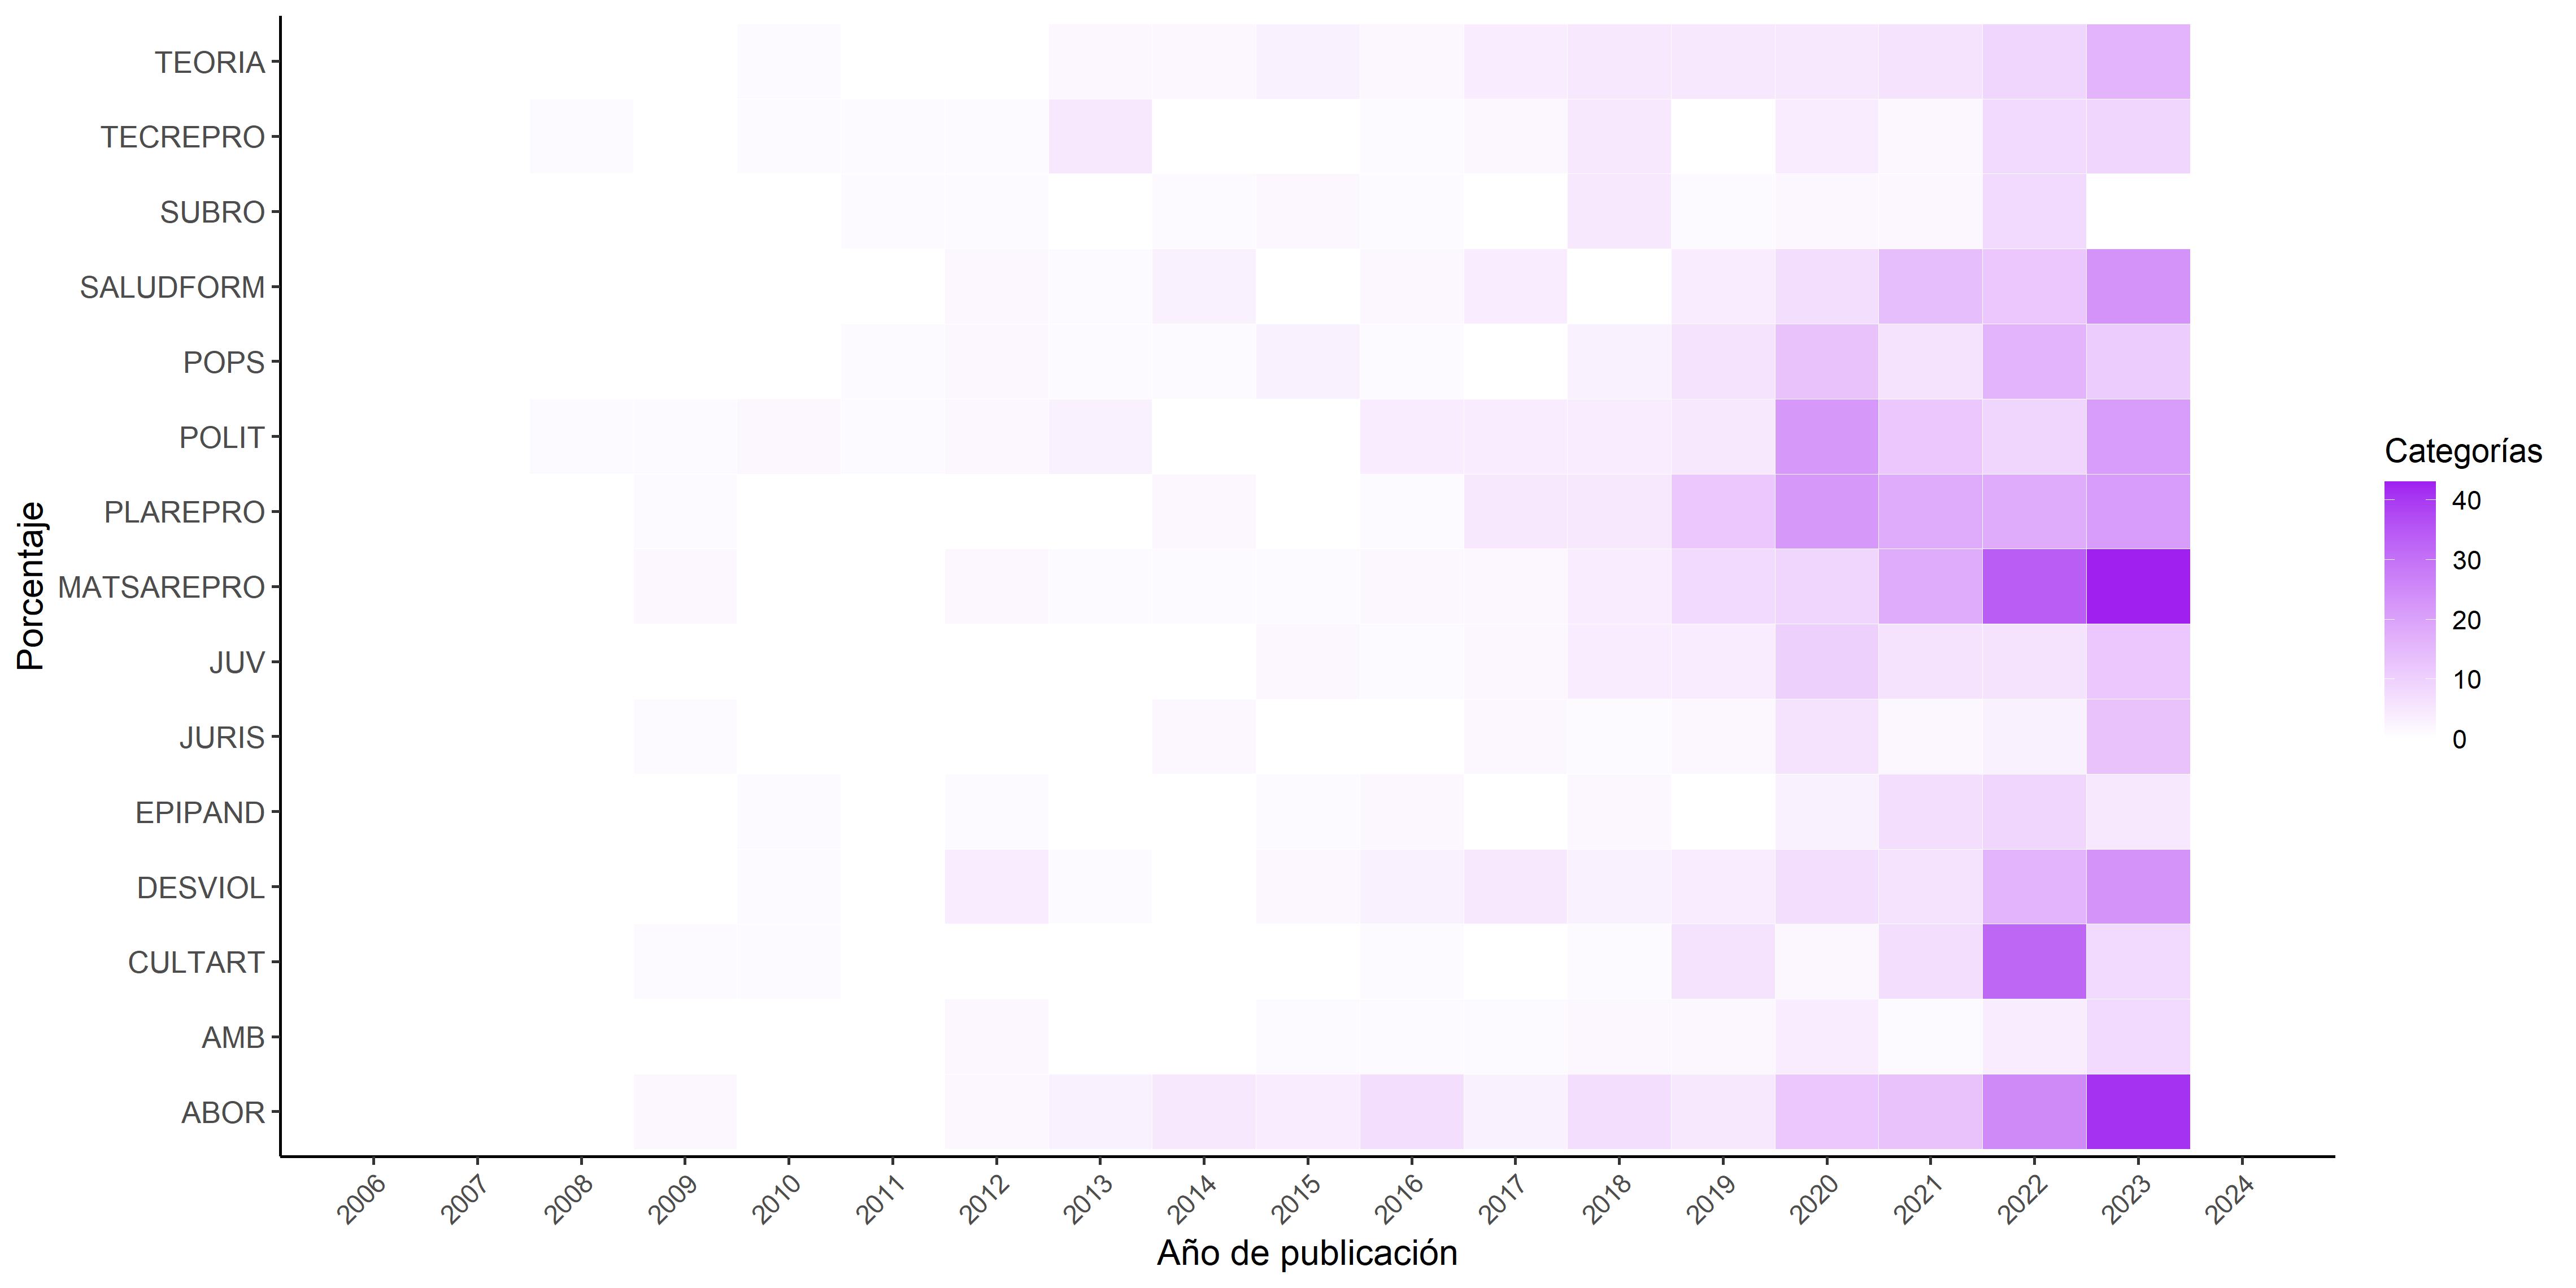 TEORIA
TECREPRO
SUBRO
SALUDFORM
POPS
POLIT
PLAREPRO
MATSAREPRO
JUV
JURIS
EPIPAND
DESVIOL
CULTART
AMB
ABOR
Porcentaje
2006
2007
2008
2009
2010
2011
2012
2013
2014
2015
2016
2017
2018
2019
2020
2021
2022
2023
2024
Año de publicación
Categorías
40
30
20
10
0